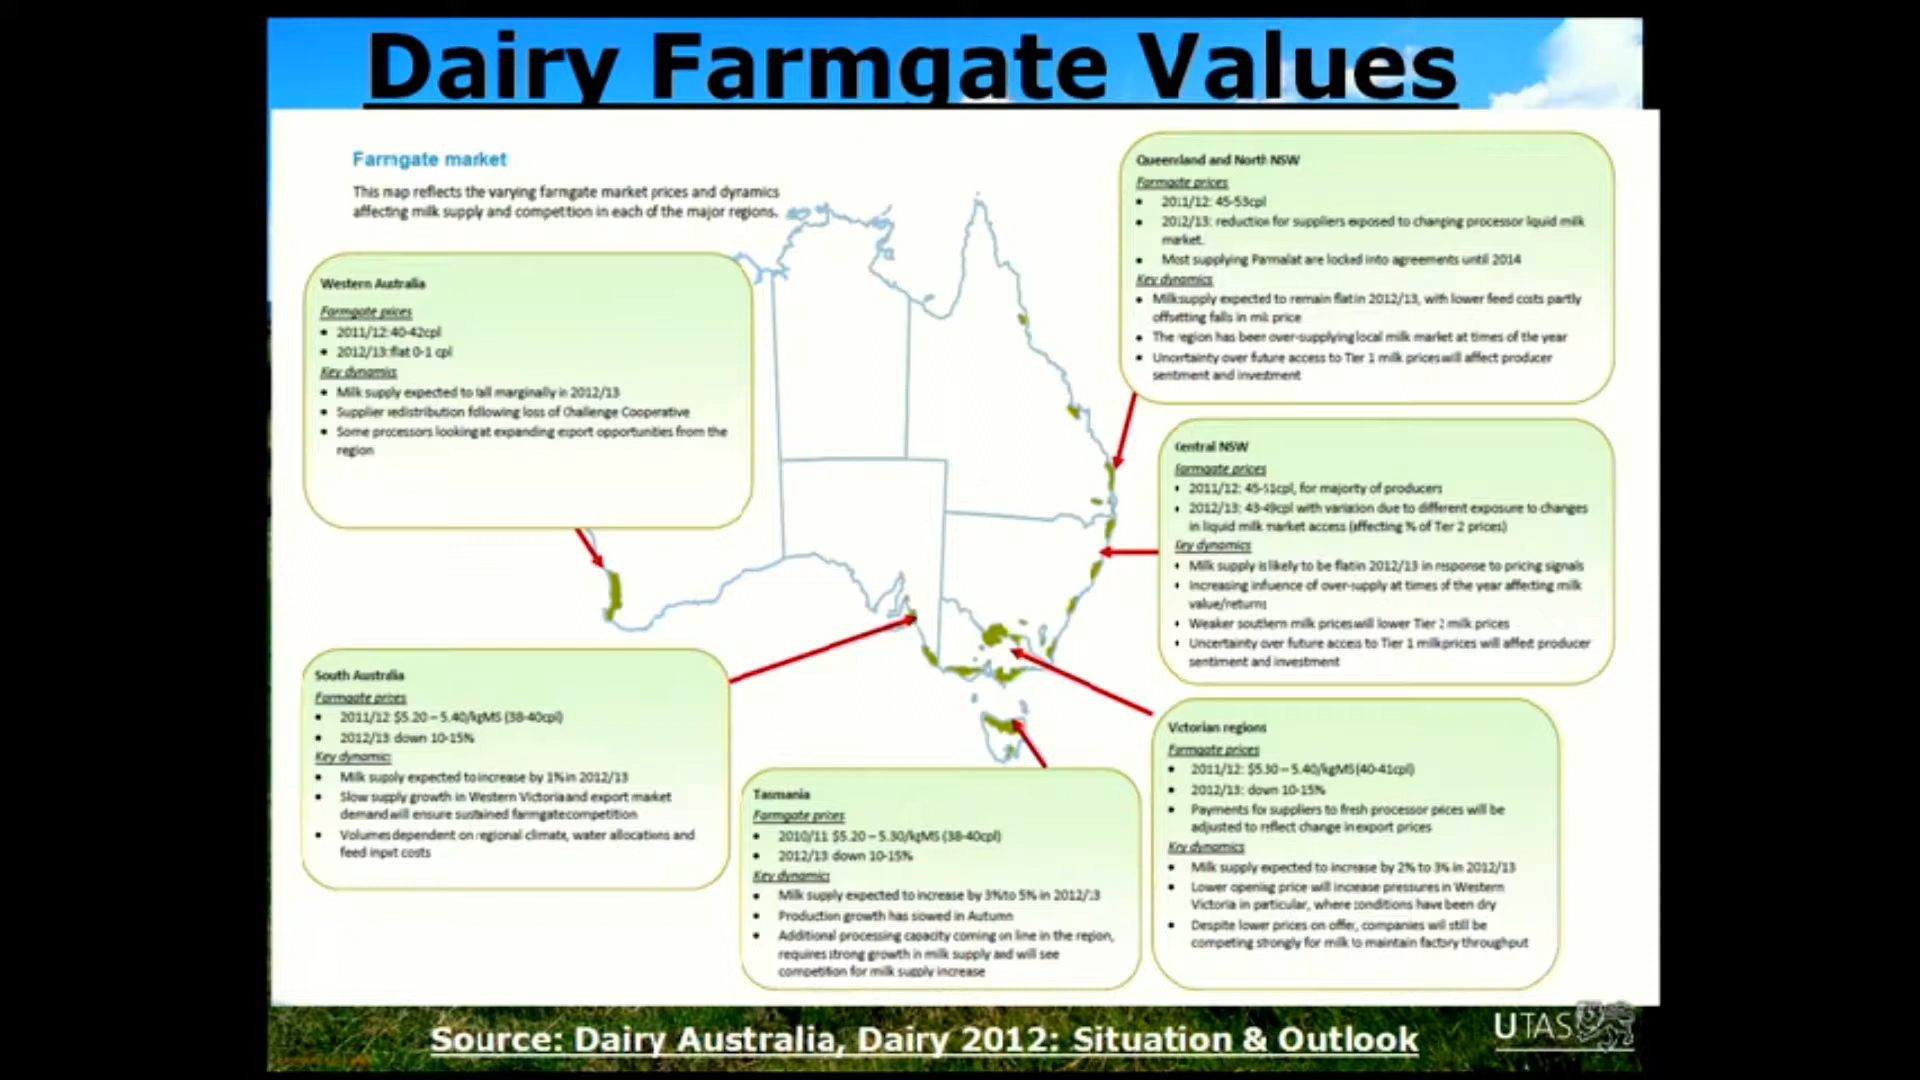 Dairy Farmgate Values
Farmgate market
This map reflects the varying farmgate market prices and dynamics
affecting milk supply and competition in each of the major regions.
Western Australia
Farmgate prices
• 2011/12:40-42cpl
• 2012/13:flat 0-1 cpl
Key dynamics
• Milk supply expected to fall marginally in 2012/13
• Supplier redistribution following loss of Challenge Cooperative
• Some processors looking at expanding export opportunities from the
region
South Australia
Farmgate prices
• 2011/12 $5.20 – 5.40/kgMS (38-40cpl)
• 2012/13 down 10-15%
Key dynamics
• Milk supply expected to increase by 1% in 2012/13
• Slow supply growth in Western Victoria and export market
demand will ensure sustained farmgate competition
• Volumes dependent on regional climate, water allocations and
feed input costs
Tasmania
Farmgate prices
• 2010/11 $5.20 – 5.30/kgMS (38-40cpl)
• 2012/13 down 10-15%
Key dynamics
• Milk supply expected to increase by 3% to 5% in 2012/13
• Production growth has slowed in Autumn
• Additional processing capacity coming on line in the region,
requires strong growth in milk supply and will see
competition for milk supply increase
Queensland and North NSW
Farmgate prices
• 2011/12: 45-53cpl
• 2012/13: reduction for suppliers exposed to changing processor liquid milk
market.
• Most supplying Parmalat are locked into agreements until 2014
Key dynamics
• Milk supply expected to remain flat in 2012/13, with lower feed costs partly
offsetting falls in milk price
• The region has been over-supplying local milk market at times of the year
• Uncertainty over future access to Tier 1 milk prices will affect producer
sentiment and investment
Central NSW
Farmgate prices
• 2011/12: 45-51cpl, for majority of producers
• 2012/13: 43-49cpl with variation due to different exposure to changes
in liquid milk market access (affecting % of Tier 2 prices)
Key dynamics
• Milk supply is likely to be flat in 2012/13 in response to pricing signals
• Increasing influence of over-supply at times of the year affecting milk
value/returns
• Weaker southern milk prices will lower Tier 2 milk prices
• Uncertainty over future access to Tier 1 milk prices will affect producer
sentiment and investment
Victorian regions
Farmgate prices
• 2011/12: $5.30 – 5.40/kgMS (40-41cpl)
• 2012/13: down 10-15%
• Payments for suppliers to fresh processor prices will be
adjusted to reflect change in export prices
Key dynamics
• Milk supply expected to increase by 2% to 3% in 2012/13
• Lower opening price will increase pressures in Western
Victoria in particular, where conditions have been dry
• Despite lower prices on offer, companies will still be
competing strongly for milk to maintain factory throughput
Source: Dairy Australia, Dairy 2012: Situation & Outlook
UTAS